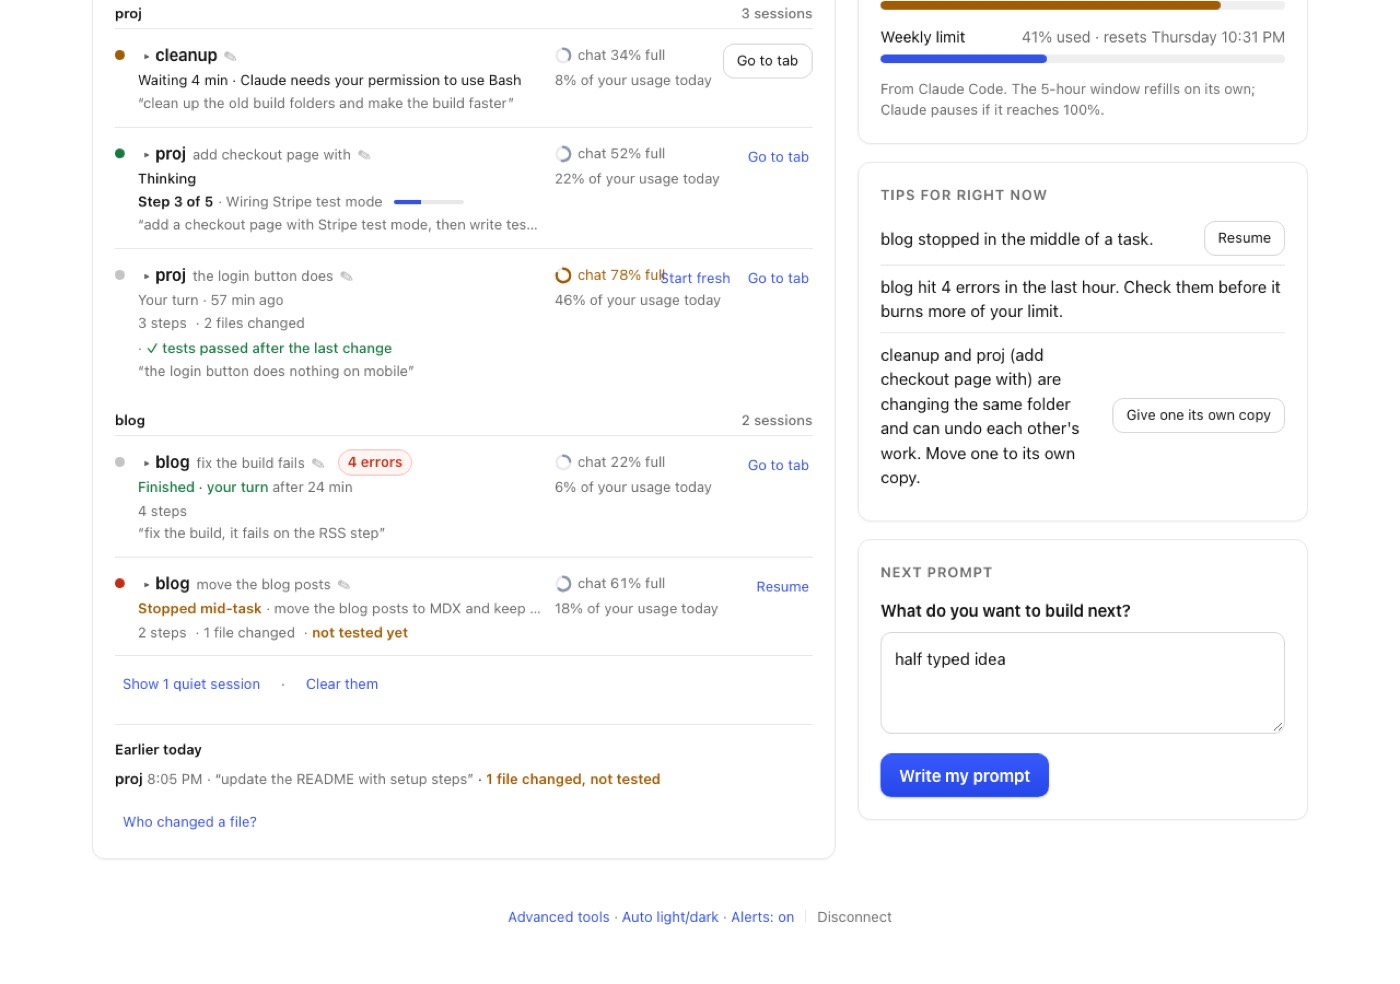 proj 3 sessions
cleanup chat 34% full Go to tab
Waiting 4 min · Claude needs your permission to use Bash 8% of your usage today
“clean up the old build folders and make the build faster”
proj add checkout page with chat 52% full Go to tab
Thinking 22% of your usage today
Step 3 of 5 · Wiring Stripe test mode
“add a checkout page with Stripe test mode, then write tes...
proj the login button does chat 78% full Start fresh Go to tab
Your turn · 57 min ago 46% of your usage today
3 steps · 2 files changed
· ✓ tests passed after the last change
“the login button does nothing on mobile”
blog 2 sessions
blog fix the build fails 4 errors chat 22% full Go to tab
Finished · your turn after 24 min 6% of your usage today
4 steps
“fix the build, it fails on the RSS step”
blog move the blog posts chat 61% full Resume
Stopped mid-task · move the blog posts to MDX and keep ... 18% of your usage today
2 steps · 1 file changed · not tested yet
Show 1 quiet session · Clear them
Earlier today
proj 8:05 PM · “update the README with setup steps” · 1 file changed, not tested
Who changed a file?
Weekly limit 41% used · resets Thursday 10:31 PM
From Claude Code. The 5-hour window refills on its own;
Claude pauses if it reaches 100%.
TIPS FOR RIGHT NOW
blog stopped in the middle of a task. Resume
blog hit 4 errors in the last hour. Check them before it
burns more of your limit.
cleanup and proj (add
checkout page with) are
changing the same folder
and can undo each other's
work. Move one to its own
copy.
Give one its own copy
NEXT PROMPT
What do you want to build next?
half typed idea
Write my prompt
Advanced tools · Auto light/dark · Alerts: on Disconnect